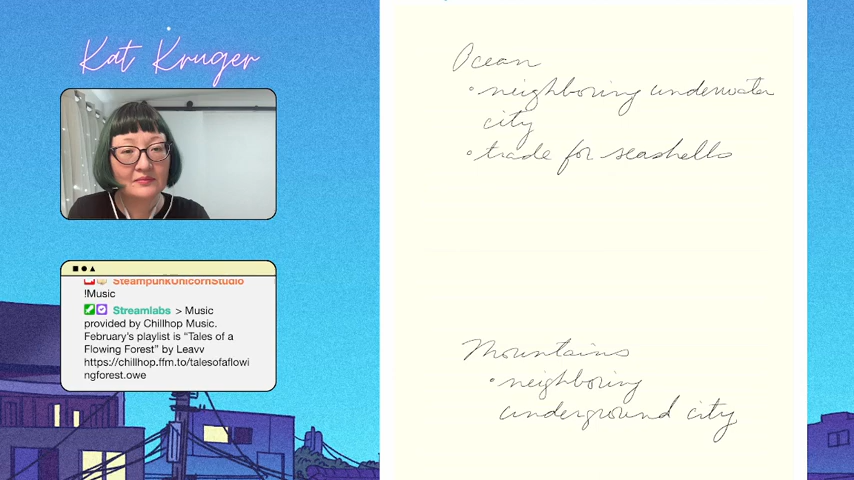 Kat Kruger
SteampunkUnicornStudio
!Music
Streamlabs > Music
provided by Chillhop Music.
February's playlist is "Tales of a
Flowing Forest" by Leavv
https://chillhop.ffm.to/talesofaflowi
ngforest.owe
Ocean
• neighboring underwater
city
• trade for seashells
Mountains
• neighboring
underground city